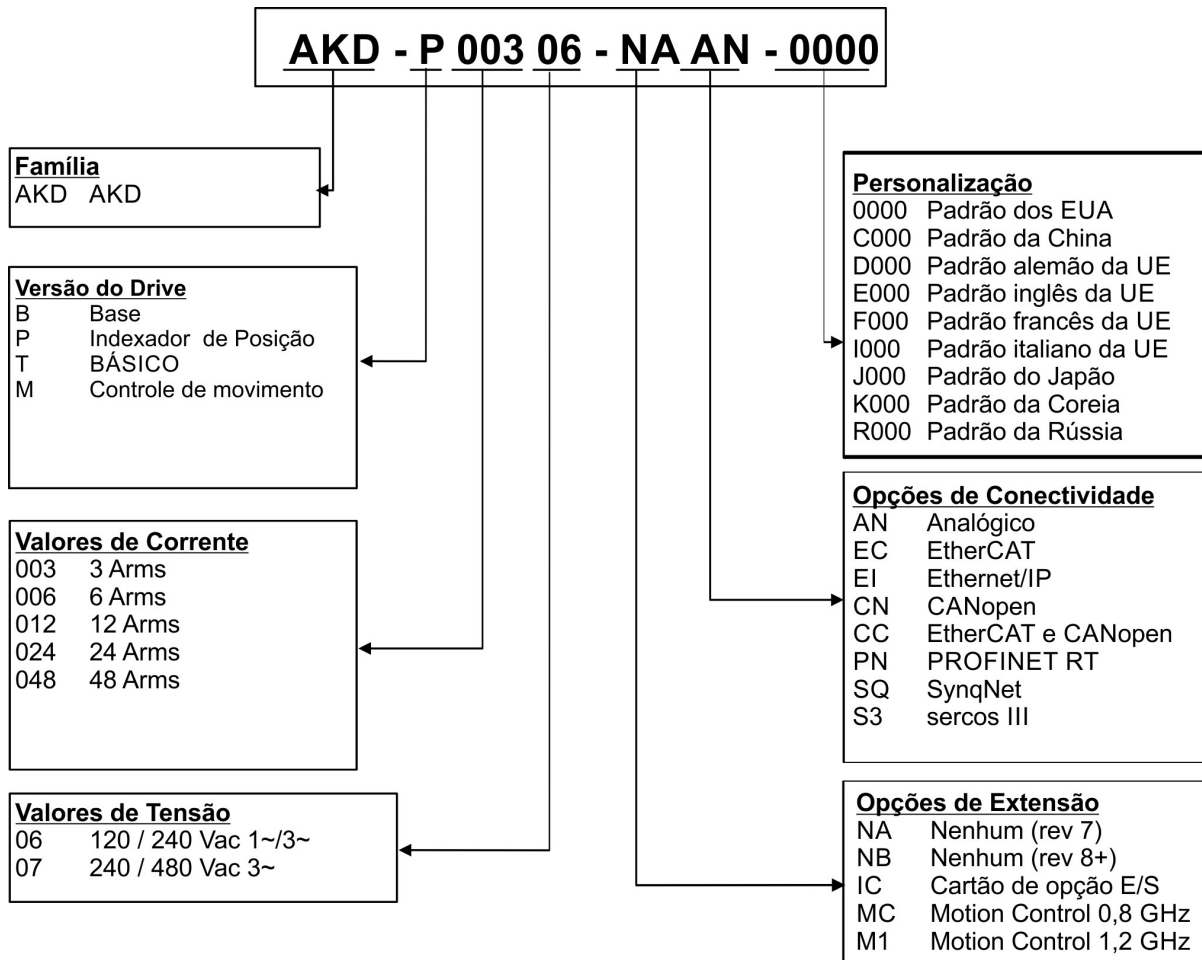 AKD - P 003 06 - NA AN - 0000
Família
AKD AKD
Versão do Drive
B Base
P Indexador de Posição
T BÁSICO
M Controle de movimento
Valores de Corrente
003 3 Arms
006 6 Arms
012 12 Arms
024 24 Arms
048 48 Arms
Valores de Tensão
06 120 / 240 Vac 1~/3~
07 240 / 480 Vac 3~
Personalização
0000 Padrão dos EUA
C000 Padrão da China
D000 Padrão alemão da UE
E000 Padrão inglês da UE
F000 Padrão francês da UE
I000 Padrão italiano da UE
J000 Padrão do Japão
K000 Padrão da Coreia
R000 Padrão da Rússia
Opções de Conectividade
AN Analógico
EC EtherCAT
EI Ethernet/IP
CN CANopen
CC EtherCAT e CANopen
PN PROFINET RT
SQ SynqNet
S3 sercos III
Opções de Extensão
NA Nenhum (rev 7)
NB Nenhum (rev 8+)
IC Cartão de opção E/S
MC Motion Control 0,8 GHz
M1 Motion Control 1,2 GHz